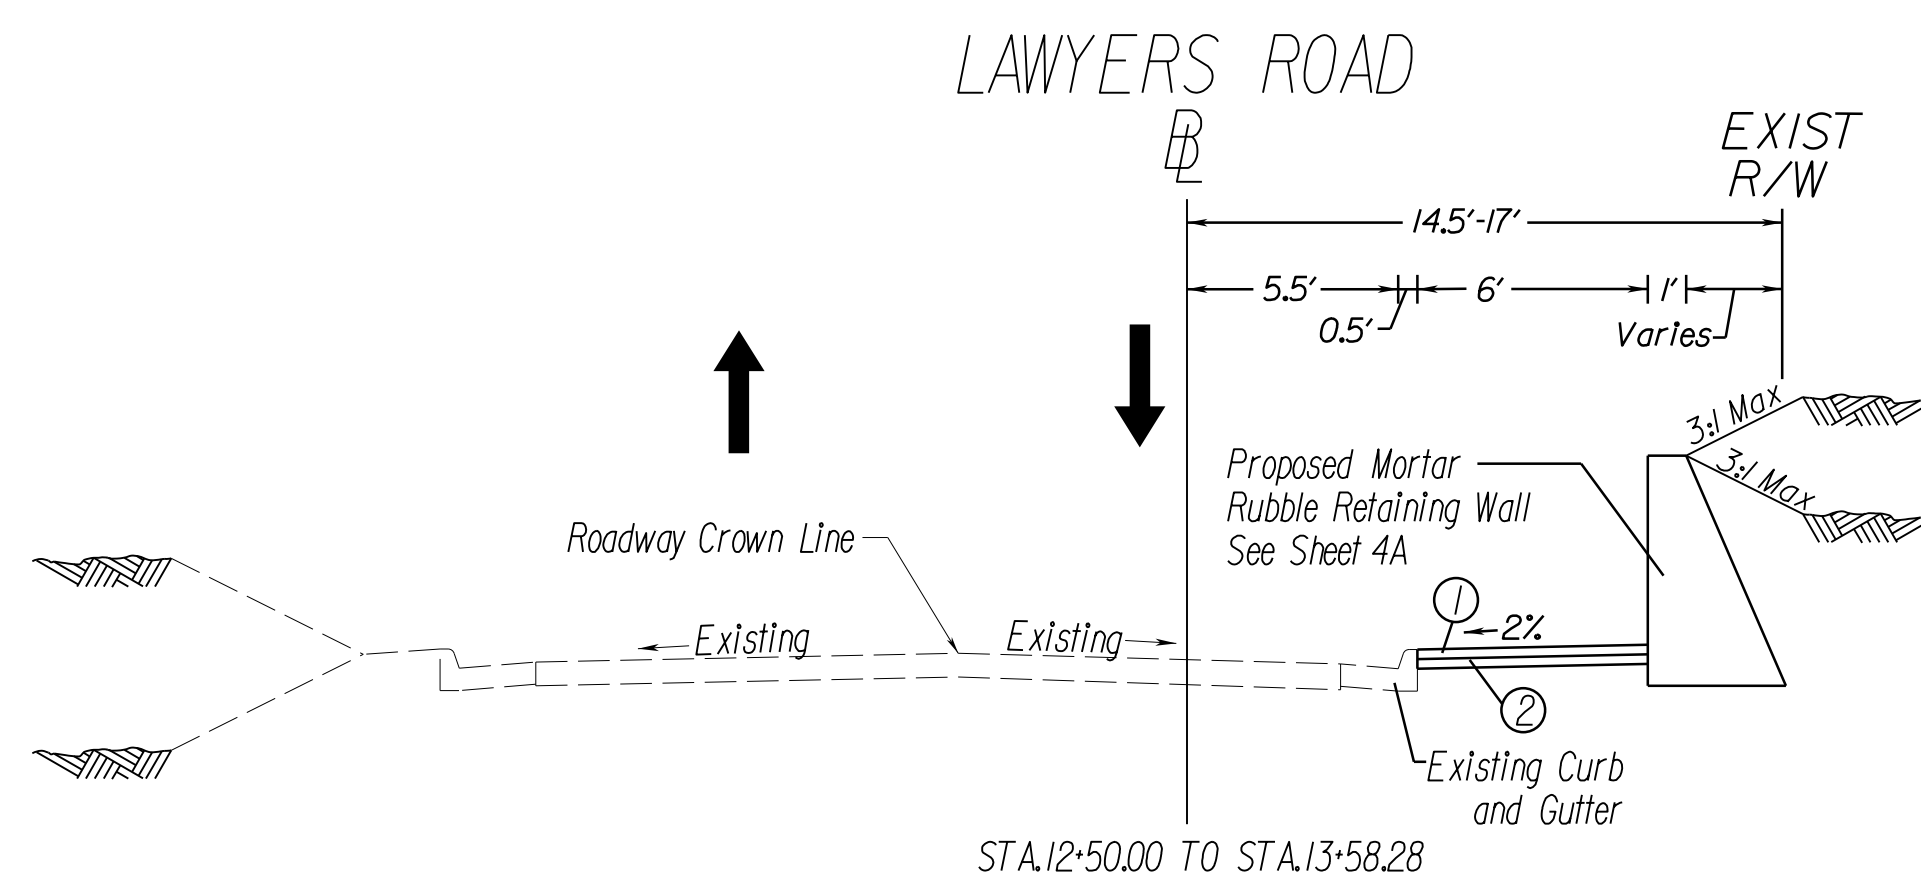 LAWYERS ROAD
BL
EXIST
R/W
14.5'-17'
5.5'
6'
1'
0.5'
Varies
3:1 Max
3:1 Max
Proposed Mortar
Rubble Retaining Wall
See Sheet 4A
Roadway Crown Line
1
2%
Existing
Existing
2
Existing Curb
and Gutter
STA.12+50.00 TO STA.13+58.28